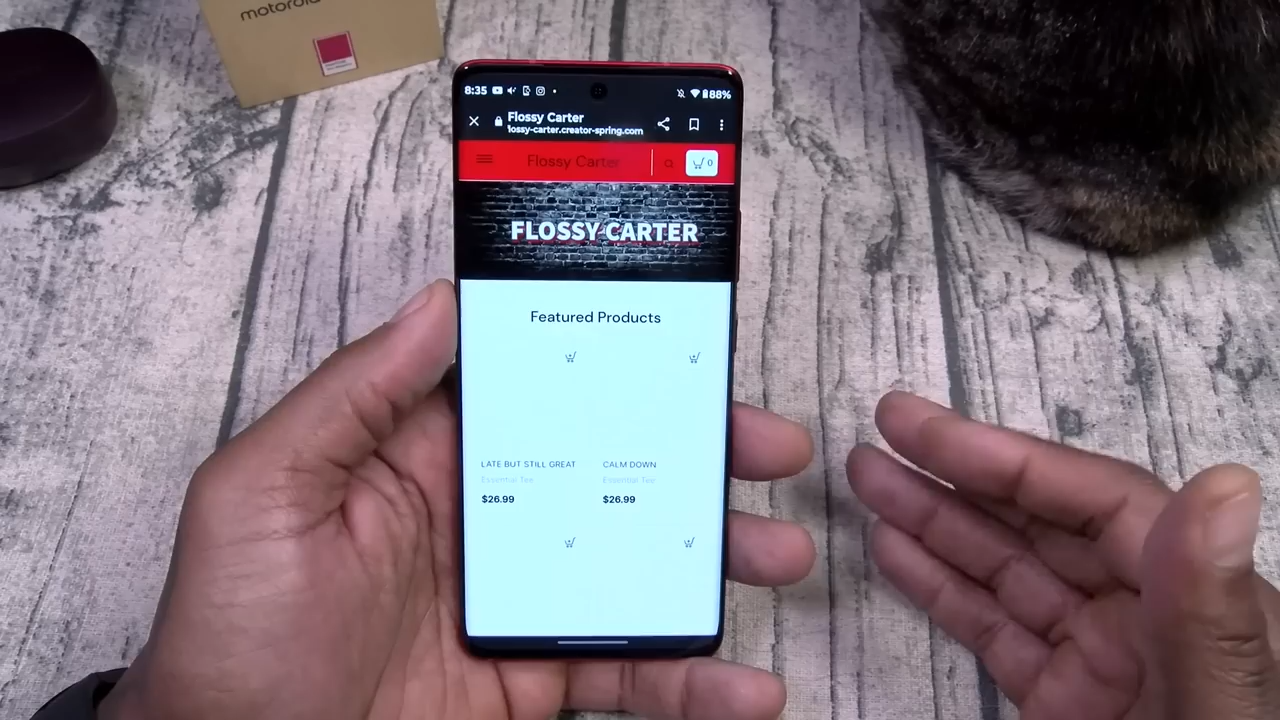 motorola
8:35 88%
Flossy Carter
lossy-carter.creator-spring.com
Flossy Carter 0
FLOSSY CARTER
Featured Products
LATE BUT STILL GREAT CALM DOWN
Essential Tee Essential Tee
$26.99 $26.99